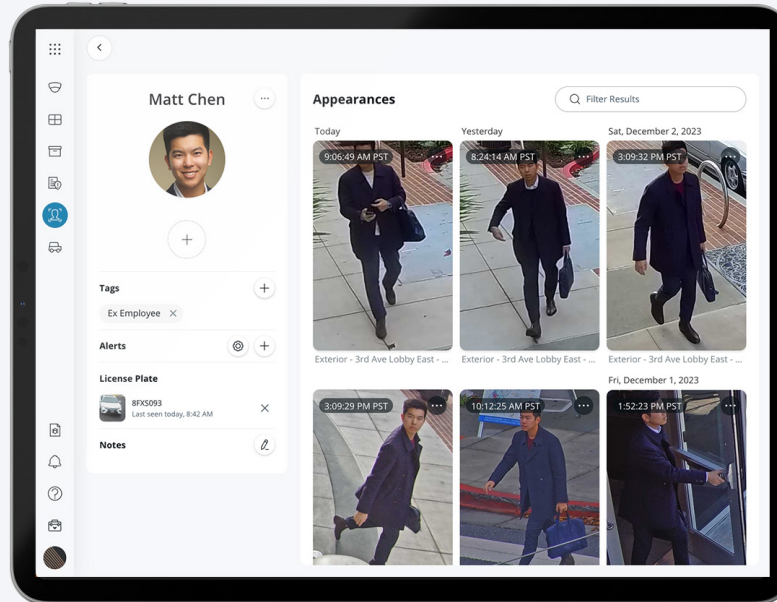 Matt Chen
Tags
Ex Employee
Alerts
License Plate
8FXS093
Last seen today, 8:42 AM
Notes
Appearances
Filter Results
Today
Yesterday
Sat, December 2, 2023
9:06:49 AM PST
8:24:14 AM PST
3:09:32 PM PST
Exterior - 3rd Ave Lobby East - ...
Exterior - 3rd Ave Lobby East - ...
Exterior - 3rd Ave Lobby East - ...
Fri, December 1, 2023
3:09:29 PM PST
10:12:25 AM PST
1:52:23 PM PST